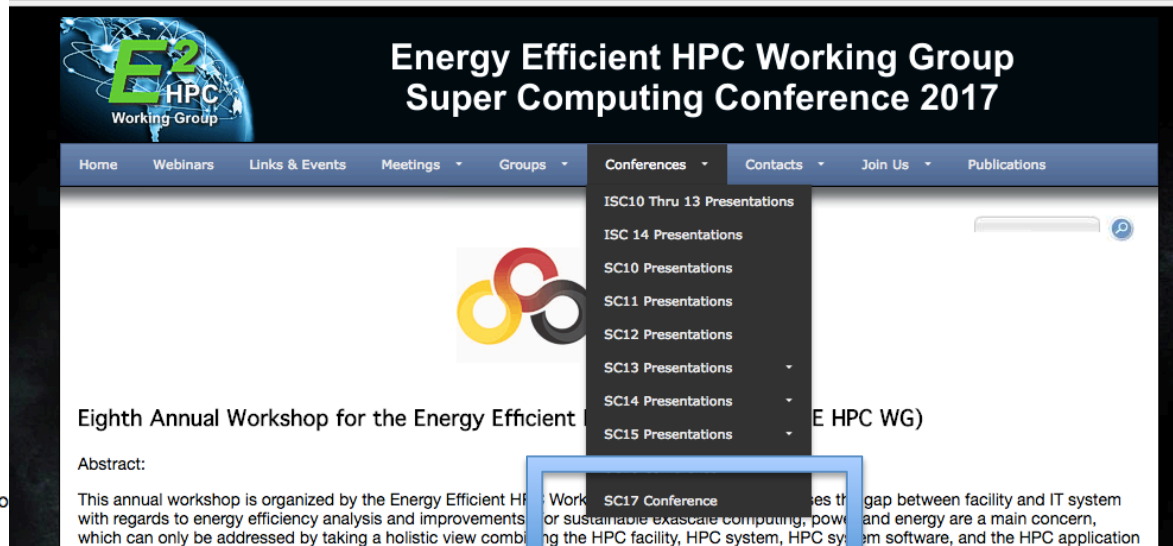 E2
HPC
Working Group
Energy Efficient HPC Working Group
Super Computing Conference 2017
Home Webinars Links & Events Meetings Groups Conferences Contacts Join Us Publications
ISC10 Thru 13 Presentations
ISC 14 Presentations
SC10 Presentations
SC11 Presentations
SC12 Presentations
SC13 Presentations
SC14 Presentations
SC15 Presentations
SC17 Conference
Eighth Annual Workshop for the Energy Efficient E HPC WG)
Abstract:
This annual workshop is organized by the Energy Efficient gap between facility and IT system
with regards to energy efficiency analysis and improvements. or sustainable exascale computing, power and energy are a main concern,
which can only be addressed by taking a holistic view combining the HPC facility, HPC system, HPC system software, and the HPC application